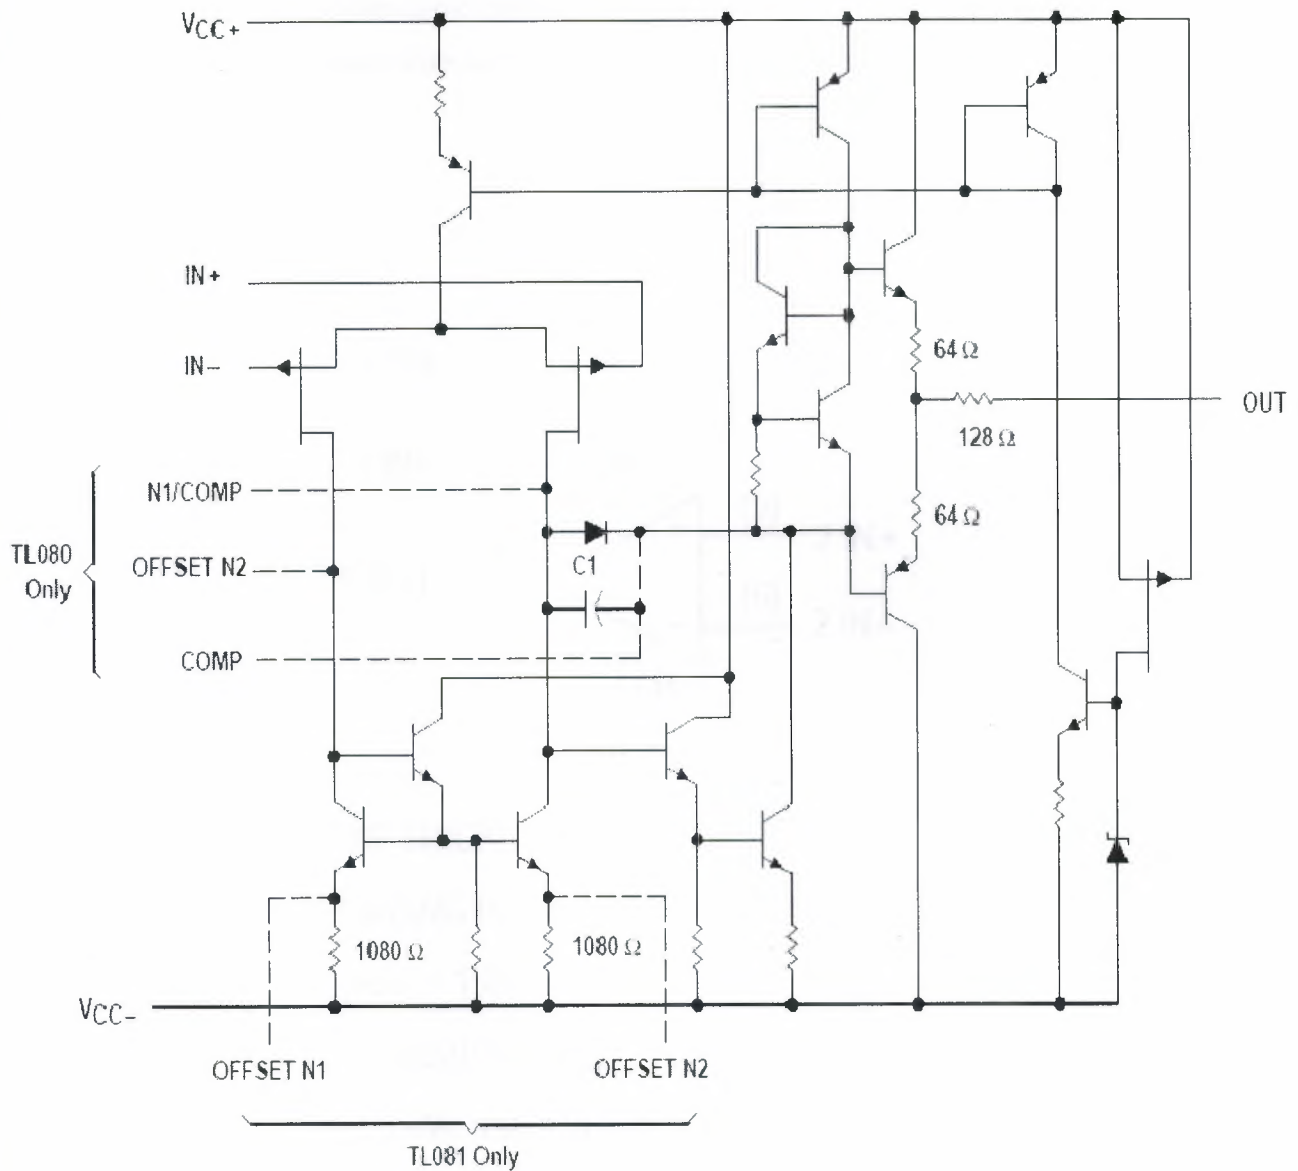 VCC+
IN+
IN−
64 Ω
OUT
128 Ω
N1/COMP
64 Ω
TL080
Only
OFFSET N2
C1
COMP
1080 Ω
1080 Ω
VCC−
OFFSET N1
OFFSET N2
TL081 Only